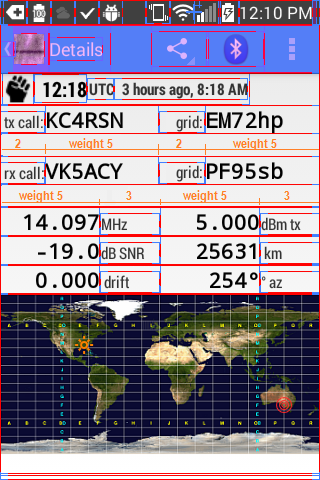 12:10 PM
Details
12:18 UTC 3 hours ago, 8:18 AM
tx call: KC4RSN grid: EM72hp
2 weight 5 2 weight 5
rx call: VK5ACY grid: PF95sb
weight 5 3 weight 5 3
14.097 MHz 5.000 dBm tx
-19.0 dB SNR 25631 km
0.000 drift 254° ° az